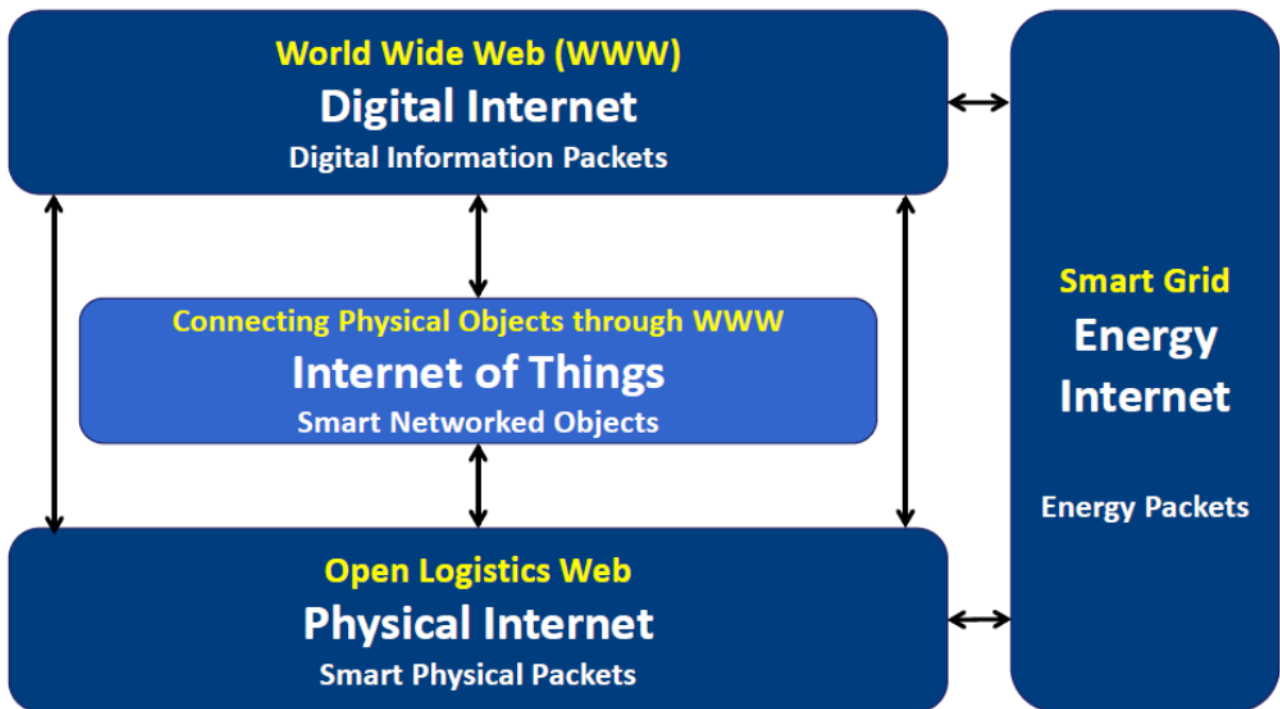 World Wide Web (WWW)
Digital Internet
Digital Information Packets
Connecting Physical Objects through WWW
Internet of Things
Smart Networked Objects
Open Logistics Web
Physical Internet
Smart Physical Packets
Smart Grid
Energy
Internet
Energy Packets